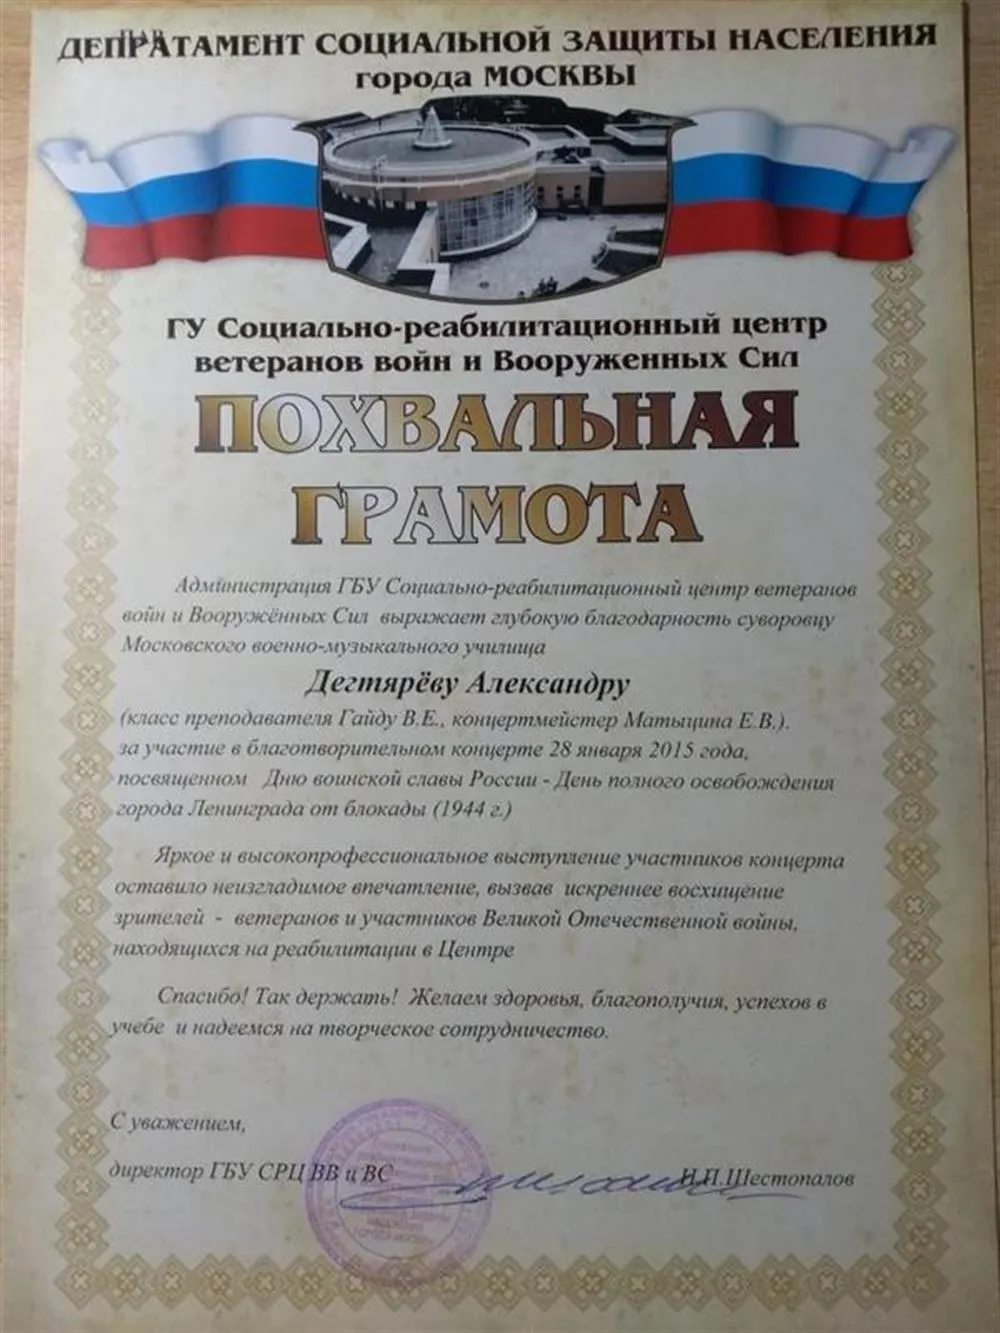 ДЕПРАТАМЕНТ СОЦИАЛЬНОЙ ЗАЩИТЫ НАСЕЛЕНИЯ
города МОСКВЫ
ГУ Социально-реабилитационный центр
ветеранов войн и Вооруженных Сил
ПОХВАЛЬНАЯ
ГРАМОТА
Администрация ГБУ Социально-реабилитационный центр ветеранов
войн и Вооружённых Сил выражает глубокую благодарность суворовцу
Московского военно-музыкального училища
Дегтярёву Александру
(класс преподавателя Гайду В.Е., концертмейстер Матыцина Е.В.).
за участие в благотворительном концерте 28 января 2015 года,
посвященном Дню воинской славы России - День полного освобождения
города Ленинграда от блокады (1944 г.)
Яркое и высокопрофессиональное выступление участников концерта
оставило неизгладимое впечатление, вызвав искреннее восхищение
зрителей - ветеранов и участников Великой Отечественной войны,
находящихся на реабилитации в Центре
Спасибо! Так держать! Желаем здоровья, благополучия, успехов в
учебе и надеемся на творческое сотрудничество.
С уважением,
директор ГБУ СРЦ ВВ и ВС Н.П.Шестопалов